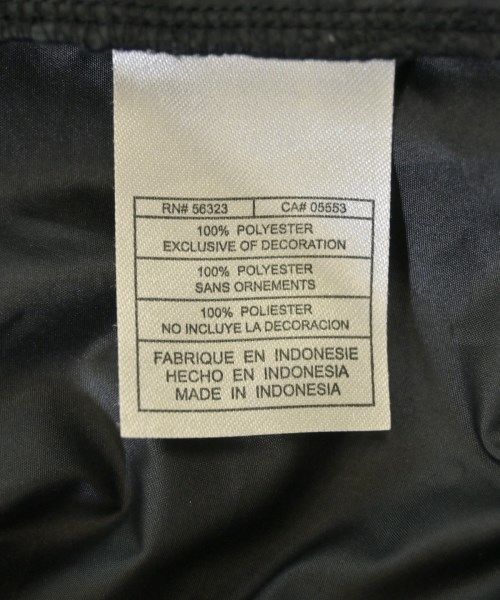 RN# 56323 CA# 05553
100% POLYESTER
EXCLUSIVE OF DECORATION
100% POLYESTER
SANS ORNEMENTS
100% POLIESTER
NO INCLUYE LA DECORACION
FABRIQUE EN INDONESIE
HECHO EN INDONESIA
MADE IN INDONESIA